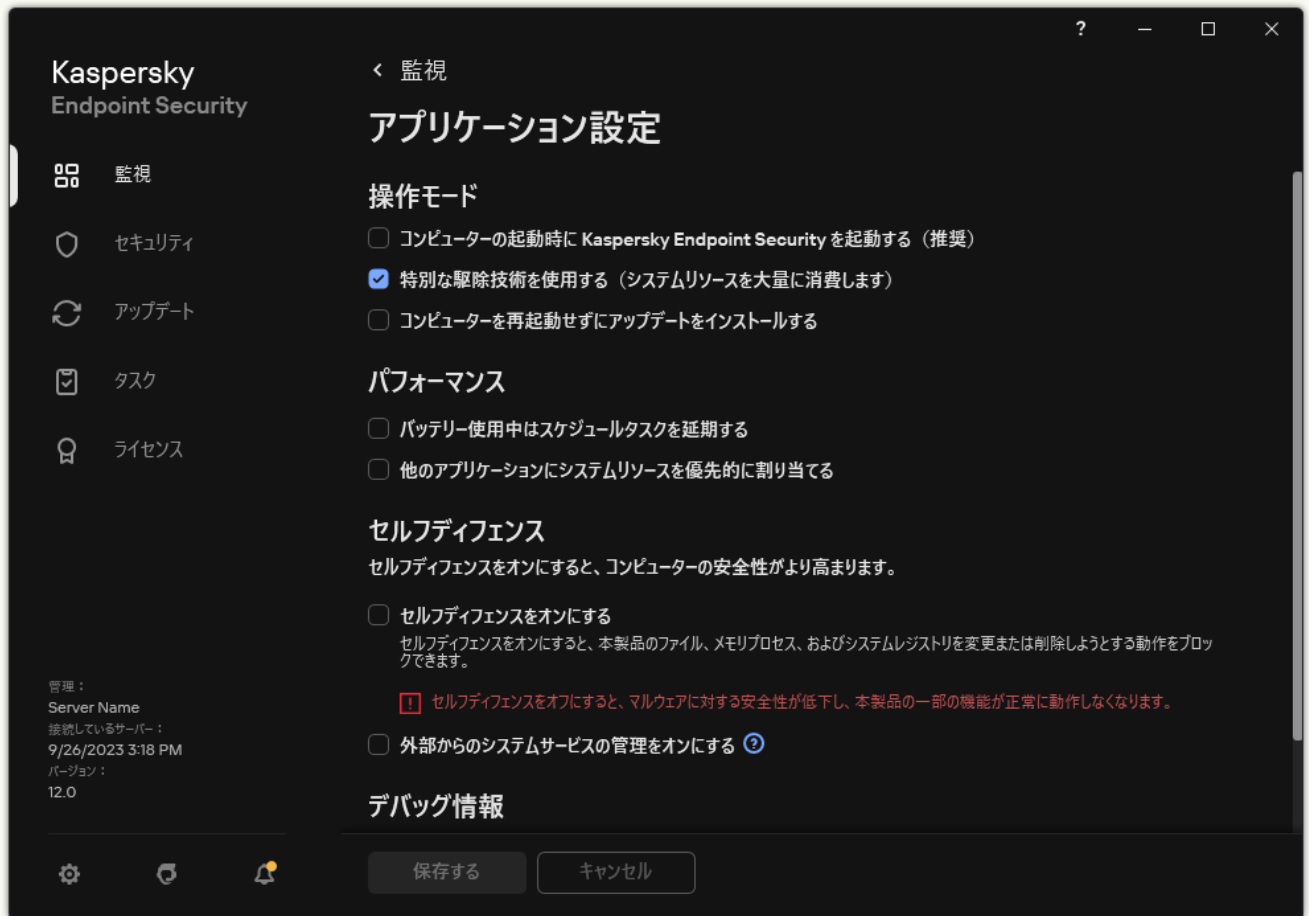 ?
Kaspersky
Endpoint Security
監視
セキュリティ
アップデート
タスク
ライセンス
管理：
Server Name
接続しているサーバー：
9/26/2023 3:18 PM
バージョン：
12.0
監視
アプリケーション設定
操作モード
コンピューターの起動時に Kaspersky Endpoint Security を起動する（推奨）
特別な駆除技術を使用する（システムリソースを大量に消費します）
コンピューターを再起動せずにアップデートをインストールする
パフォーマンス
バッテリー使用中はスケジュールタスクを延期する
他のアプリケーションにシステムリソースを優先的に割り当てる
セルフディフェンス
セルフディフェンスをオンにすると、コンピューターの安全性がより高まります。
セルフディフェンスをオンにする
セルフディフェンスをオンにすると、本製品のファイル、メモリプロセス、およびシステムレジストリを変更または削除しようとする動作をブロッ
クできます。
! セルフディフェンスをオフにすると、マルウェアに対する安全性が低下し、本製品の一部の機能が正常に動作しなくなります。
外部からのシステムサービスの管理をオンにする ?
デバッグ情報
保存する
キャンセル